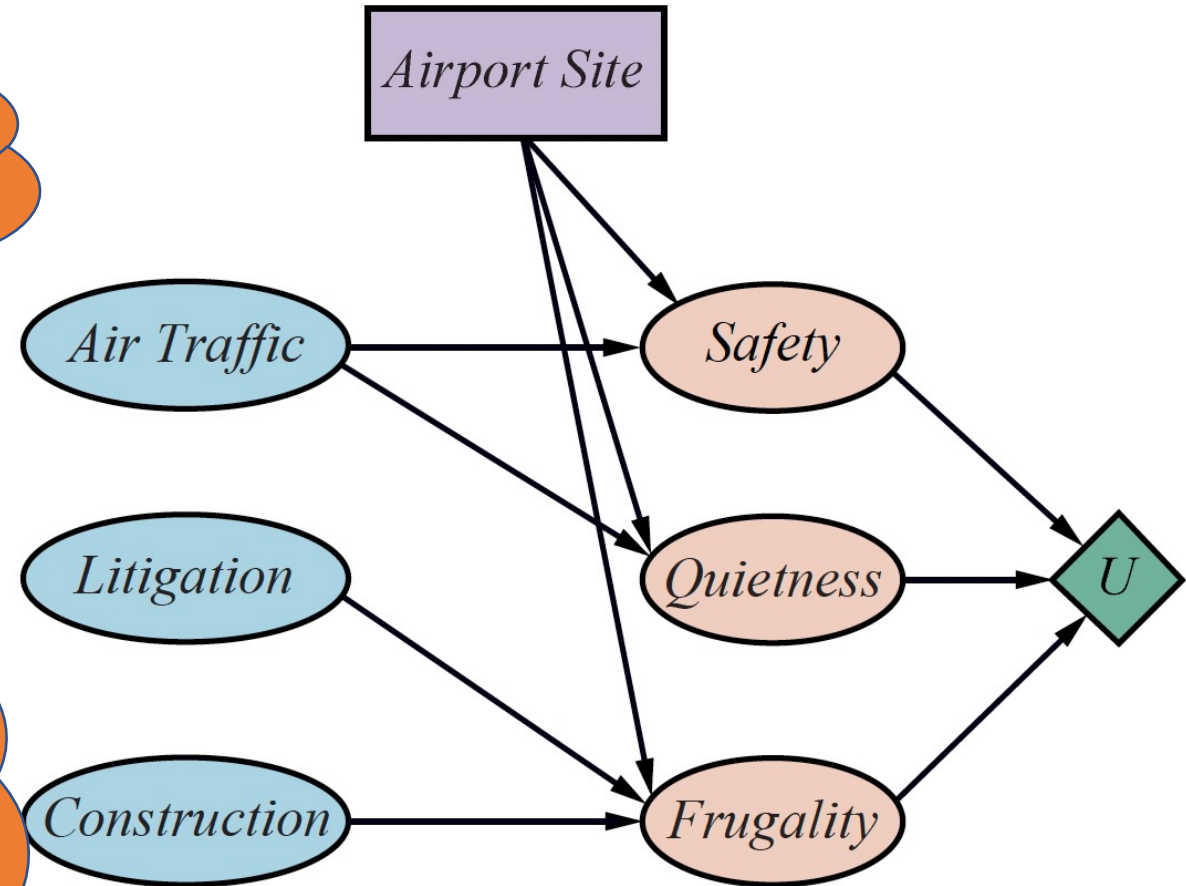 Airport Site
Air Traffic
Safety
Litigation
Quietness
U
Construction
Frugality